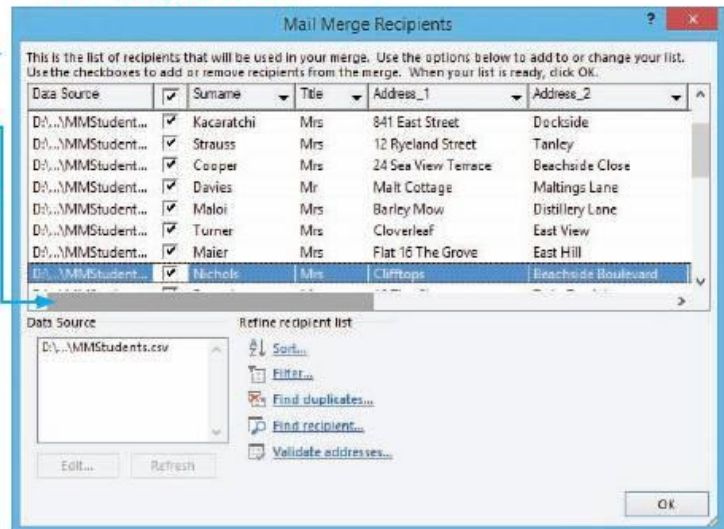 Mail Merge Recipients
? ×
This is the list of recipients that will be used in your merge. Use the options below to add to or change your list.
Use the checkboxes to add or remove recipients from the merge. When your list is ready, click OK.
Data Source Surname Title Address_1 Address_2
D:\...\MMStudent... Kacaratchi Mrs 841 East Street Dockside
D:\...\MMStudent... Strauss Mrs 12 Ryeland Street Tanley
D:\...\MMStudent... Cooper Mrs 24 Sea View Terrace Beachside Close
D:\...\MMStudent... Davies Mr Malt Cottage Maltings Lane
D:\...\MMStudent... Maloi Mrs Barley Mow Distillery Lane
D:\...\MMStudent... Turner Mrs Cloverleaf East View
D:\...\MMStudent... Maier Mrs Flat 16 The Grove East Hill
D:\...\MMStudent... Nichols Mrs Clifftops Beachside Boulevard
Data Source
Refine recipient list
D:\...\MMStudents.csv
Sort...
Filter...
Find duplicates...
Find recipient...
Validate addresses...
Edit... Refresh
OK